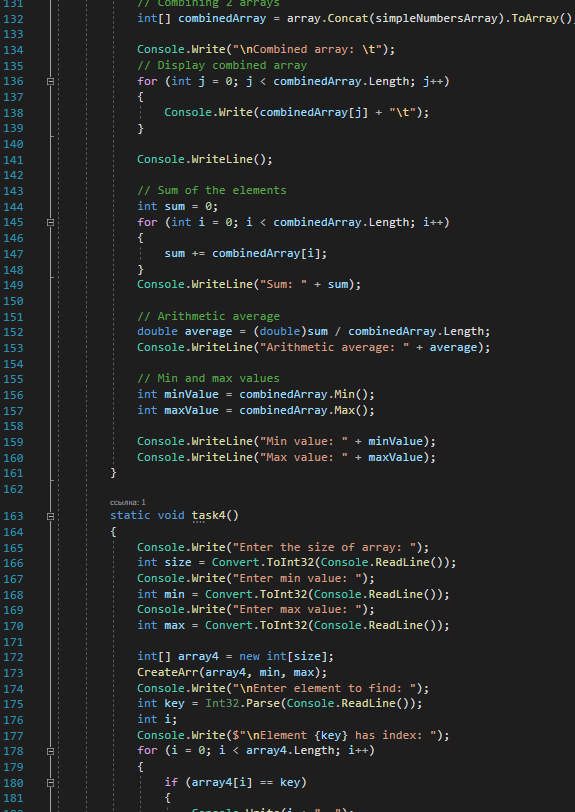 131 // Combining 2 arrays
132 int[] combinedArray = array.Concat(simpleNumbersArray).ToArray()
133
134 Console.Write("\nCombined array: \t");
135 // Display combined array
136 for (int j = 0; j < combinedArray.Length; j++)
137 {
138 Console.Write(combinedArray[j] + "\t");
139 }
140
141 Console.WriteLine();
142
143 // Sum of the elements
144 int sum = 0;
145 for (int i = 0; i < combinedArray.Length; i++)
146 {
147 sum += combinedArray[i];
148 }
149 Console.WriteLine("Sum: " + sum);
150
151 // Arithmetic average
152 double average = (double)sum / combinedArray.Length;
153 Console.WriteLine("Arithmetic average: " + average);
154
155 // Min and max values
156 int minValue = combinedArray.Min();
157 int maxValue = combinedArray.Max();
158
159 Console.WriteLine("Min value: " + minValue);
160 Console.WriteLine("Max value: " + maxValue);
161 }
162
ссылка: 1
163 static void task4()
164 {
165 Console.Write("Enter the size of array: ");
166 int size = Convert.ToInt32(Console.ReadLine());
167 Console.Write("Enter min value: ");
168 int min = Convert.ToInt32(Console.ReadLine());
169 Console.Write("Enter max value: ");
170 int max = Convert.ToInt32(Console.ReadLine());
171
172 int[] array4 = new int[size];
173 CreateArr(array4, min, max);
174 Console.Write("\nEnter element to find: ");
175 int key = Int32.Parse(Console.ReadLine());
176 int i;
177 Console.Write($"\nElement {key} has index: ");
178 for (i = 0; i < array4.Length; i++)
179 {
180 if (array4[i] == key)
181 {